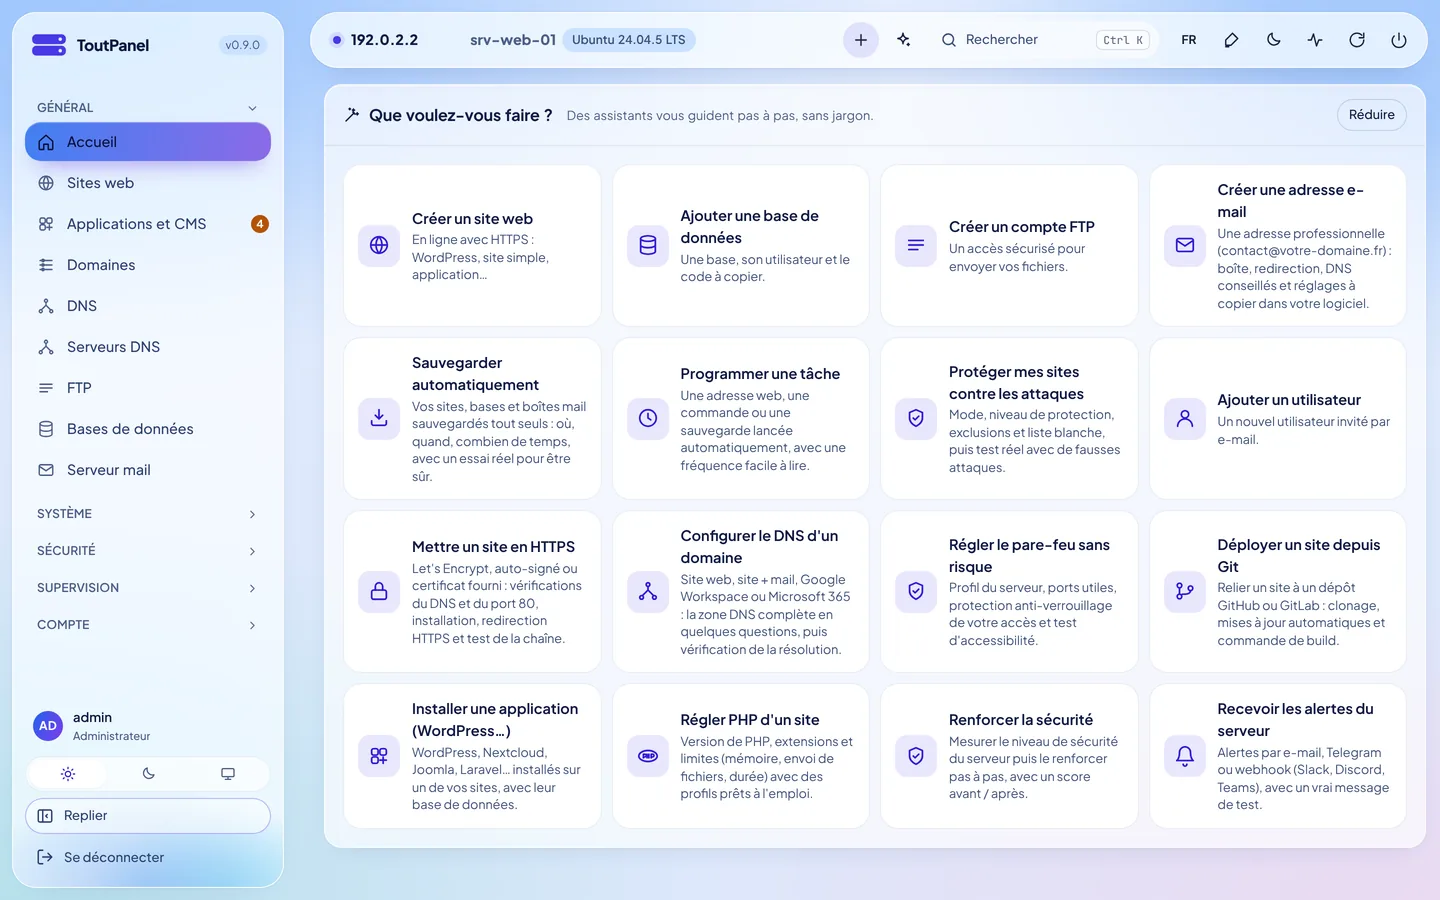 ToutPanel
v0.9.0
GÉNÉRAL
Accueil
Sites web
Applications et CMS
4
Domaines
DNS
Serveurs DNS
FTP
Bases de données
Serveur mail
SYSTÈME
SÉCURITÉ
SUPERVISION
COMPTE
AD
admin
Administrateur
Replier
Se déconnecter
192.0.2.2
srv-web-01
Ubuntu 24.04.5 LTS
Rechercher
Ctrl K
FR
Que voulez-vous faire ?
Des assistants vous guident pas à pas, sans jargon.
Réduire
Créer un site web
En ligne avec HTTPS :
WordPress, site simple,
application…
Ajouter une base de
données
Une base, son utilisateur et le
code à copier.
Créer un compte FTP
Un accès sécurisé pour
envoyer vos fichiers.
Créer une adresse e-
mail
Une adresse professionnelle
(contact@votre-domaine.fr) :
boîte, redirection, DNS
conseillés et réglages à
copier dans votre logiciel.
Sauvegarder
automatiquement
Vos sites, bases et boîtes mail
sauvegardés tout seuls : où,
quand, combien de temps,
avec un essai réel pour être
sûr.
Programmer une tâche
Une adresse web, une
commande ou une
sauvegarde lancée
automatiquement, avec une
fréquence facile à lire.
Protéger mes sites
contre les attaques
Mode, niveau de protection,
exclusions et liste blanche,
puis test réel avec de fausses
attaques.
Ajouter un utilisateur
Un nouvel utilisateur invité par
e-mail.
Mettre un site en HTTPS
Let's Encrypt, auto-signé ou
certificat fourni : vérifications
du DNS et du port 80,
installation, redirection
HTTPS et test de la chaîne.
Configurer le DNS d'un
domaine
Site web, site + mail, Google
Workspace ou Microsoft 365
: la zone DNS complète en
quelques questions, puis
vérification de la résolution.
Régler le pare-feu sans
risque
Profil du serveur, ports utiles,
protection anti-verrouillage
de votre accès et test
d'accessibilité.
Déployer un site depuis
Git
Relier un site à un dépôt
GitHub ou GitLab : clonage,
mises à jour automatiques et
commande de build.
Installer une application
(WordPress…)
WordPress, Nextcloud,
Joomla, Laravel… installés sur
un de vos sites, avec leur
base de données.
PHP
Régler PHP d'un site
Version de PHP, extensions et
limites (mémoire, envoi de
fichiers, durée) avec des
profils prêts à l'emploi.
Renforcer la sécurité
Mesurer le niveau de sécurité
du serveur puis le renforcer
pas à pas, avec un score
avant / après.
Recevoir les alertes du
serveur
Alertes par e-mail, Telegram
ou webhook (Slack, Discord,
Teams), avec un vrai message
de test.